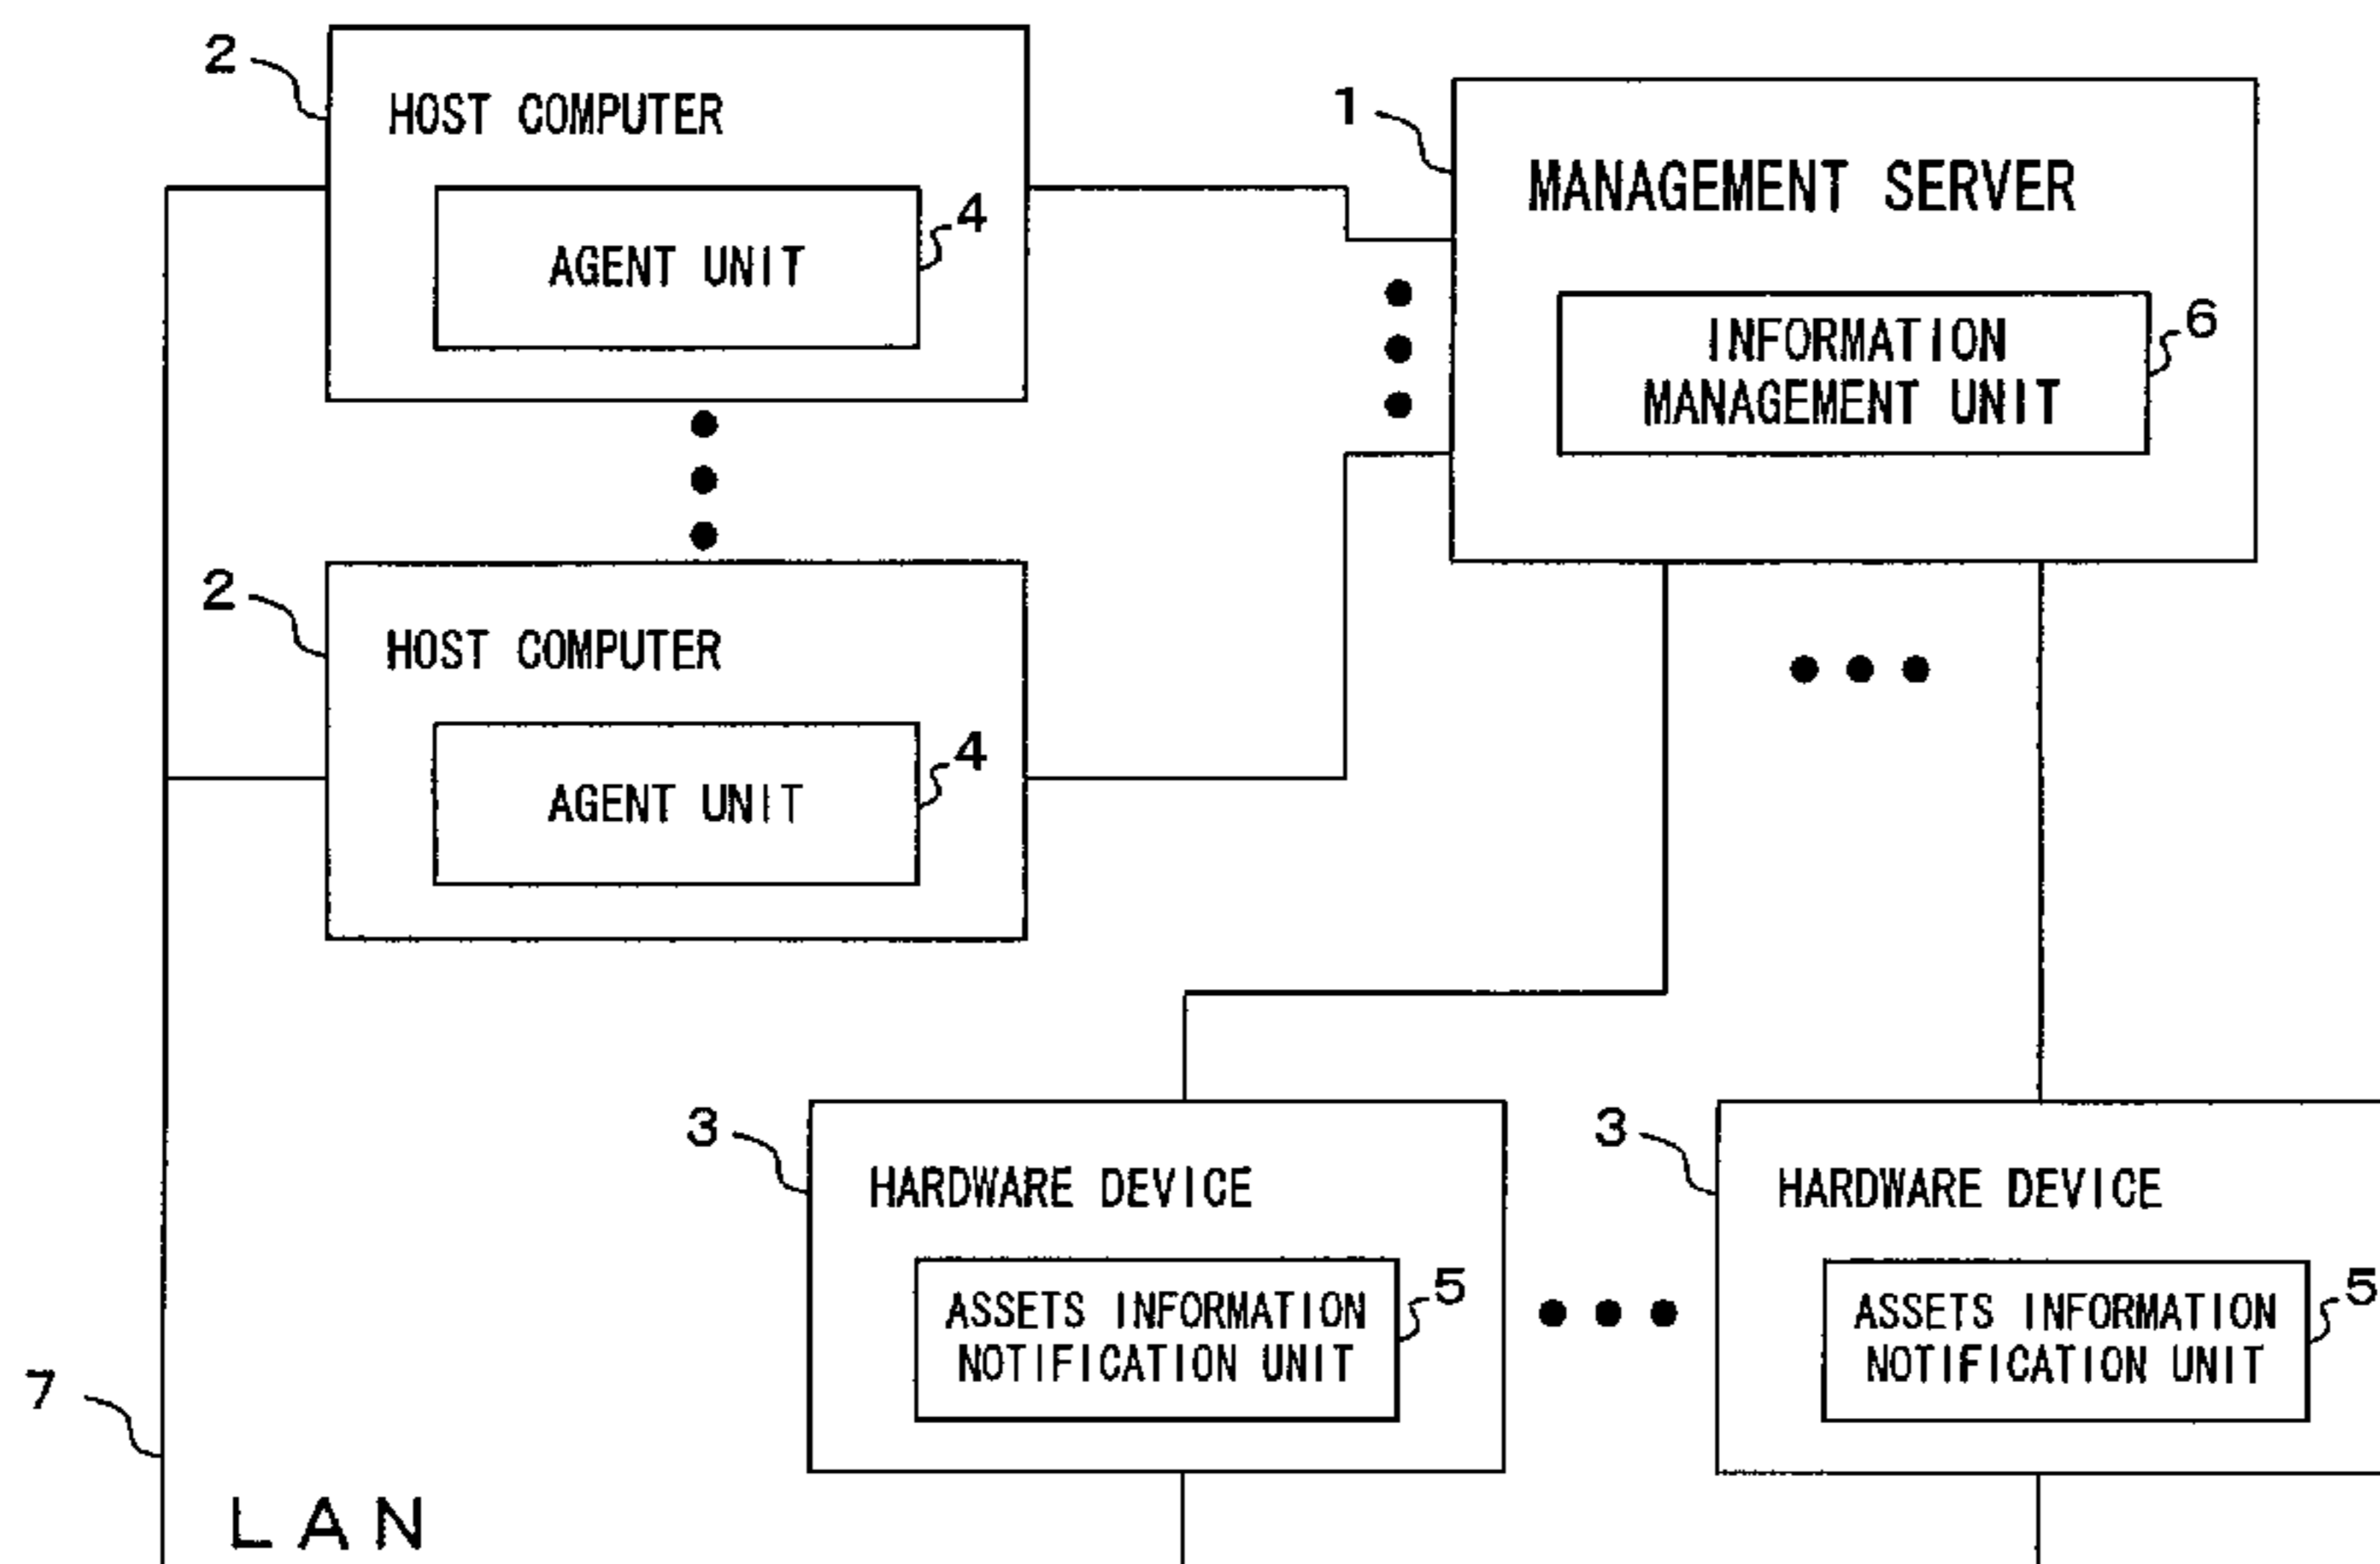 2
HOST COMPUTER
AGENT UNIT
4
1
MANAGEMENT SERVER
INFORMATION
MANAGEMENT UNIT
6
2
HOST COMPUTER
AGENT UNIT
4
3
HARDWARE DEVICE
ASSETS INFORMATION
NOTIFICATION UNIT
5
3
HARDWARE DEVICE
ASSETS INFORMATION
NOTIFICATION UNIT
5
7
LAN